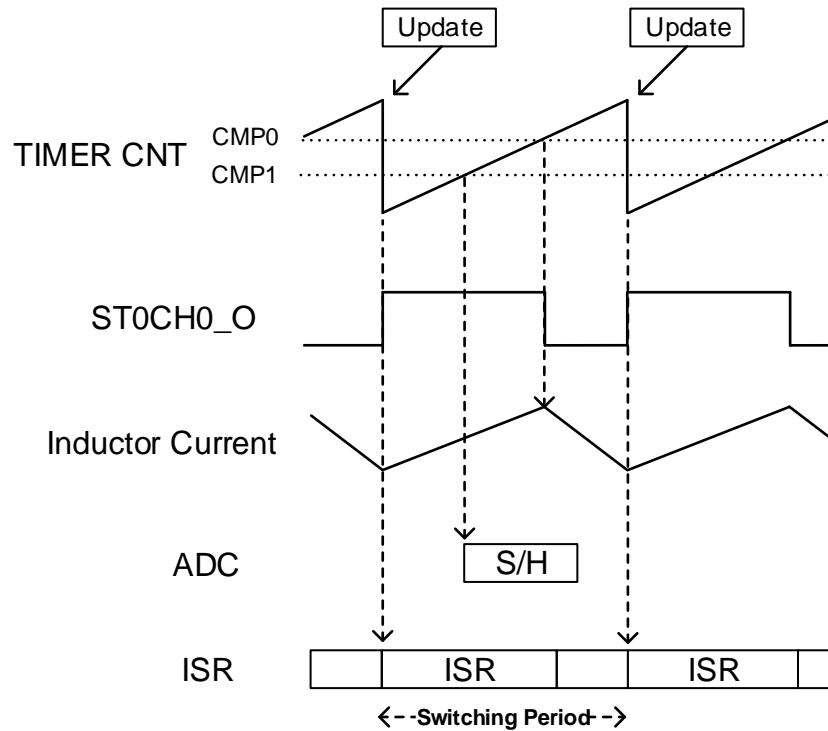 Update
Update
CMP0
TIMER CNT
CMP1
ST0CH0_O
Inductor Current
ADC
S/H
ISR
ISR
ISR
Switching Period